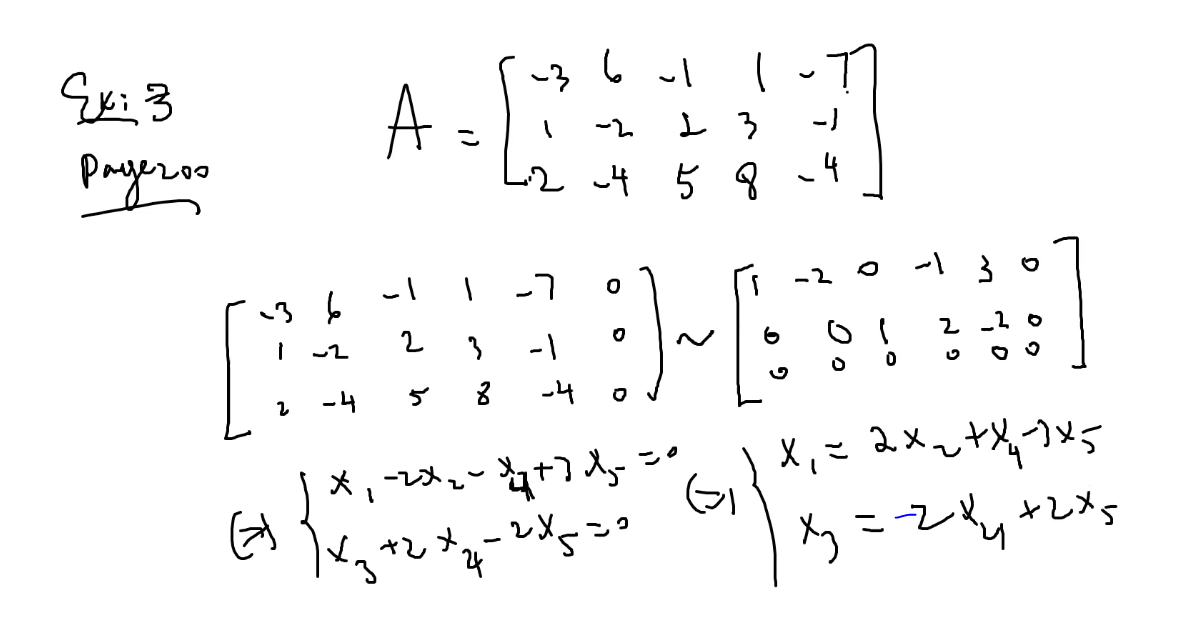 Exi 3
Page 200
A = [ -3 6 -1 1 -7
1 -2 2 3 -1
2 -4 5 8 -4 ]
[ -3 6 -1 1 -7 0
1 -2 2 3 -1 0
2 -4 5 8 -4 0 ] ~ [ 1 -2 0 -1 3 0
0 0 1 2 -2 0
0 0 0 0 0 0 ]
(=>) { x₁ - 2x₂ - x₄ + 3x₅ = 0
x₃ + 2x₄ - 2x₅ = 0
(=>) { x₁ = 2x₂ + x₄ - 3x₅
x₃ = -2x₄ + 2x₅